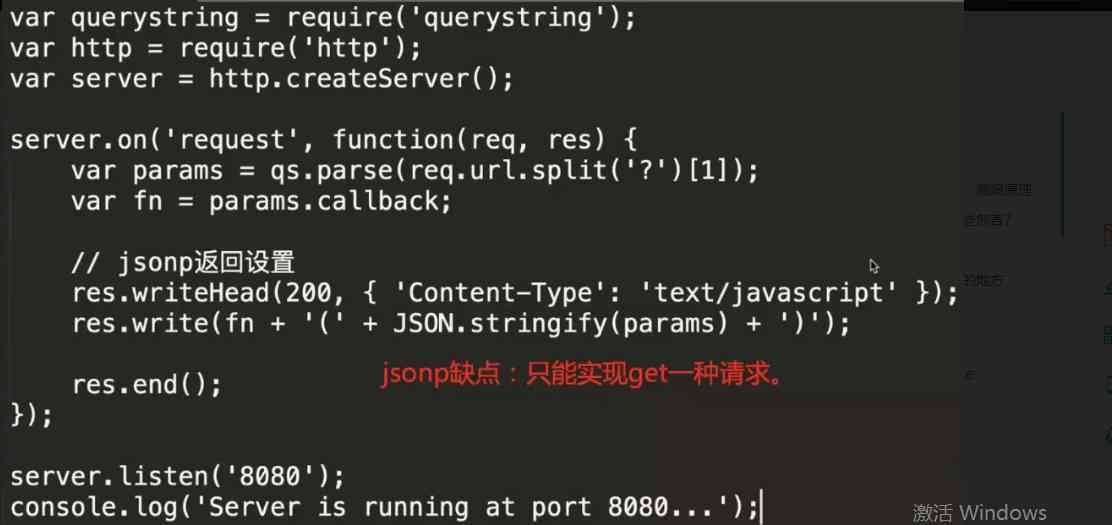 var querystring = require('querystring');
var http = require('http');
var server = http.createServer();
server.on('request', function(req, res) {
var params = qs.parse(req.url.split('?')[1]);
var fn = params.callback;
// jsonp返回设置
res.writeHead(200, { 'Content-Type': 'text/javascript' });
res.write(fn + '(' + JSON.stringify(params) + ')');
jsonp缺点：只能实现get一种请求。
res.end();
});
server.listen('8080');
console.log('Server is running at port 8080...');
激活 Windows